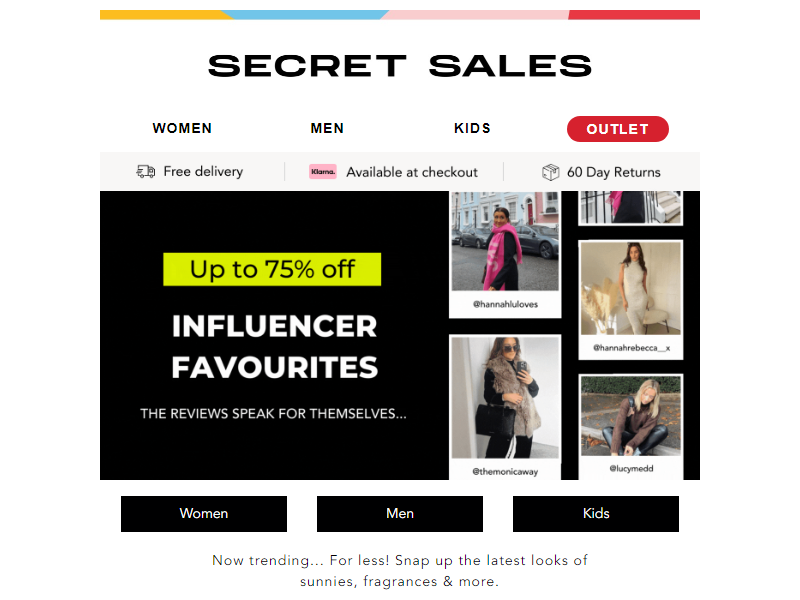 SECRET SALES
WOMEN MEN KIDS OUTLET
Free delivery Klarna. Available at checkout 60 Day Returns
Up to 75% off
INFLUENCER
FAVOURITES
THE REVIEWS SPEAK FOR THEMSELVES...
@hannahluloves
@hannahrebecca__x
@themonicaway
@lucymedd
Women Men Kids
Now trending... For less! Snap up the latest looks of
sunnies, fragrances & more.